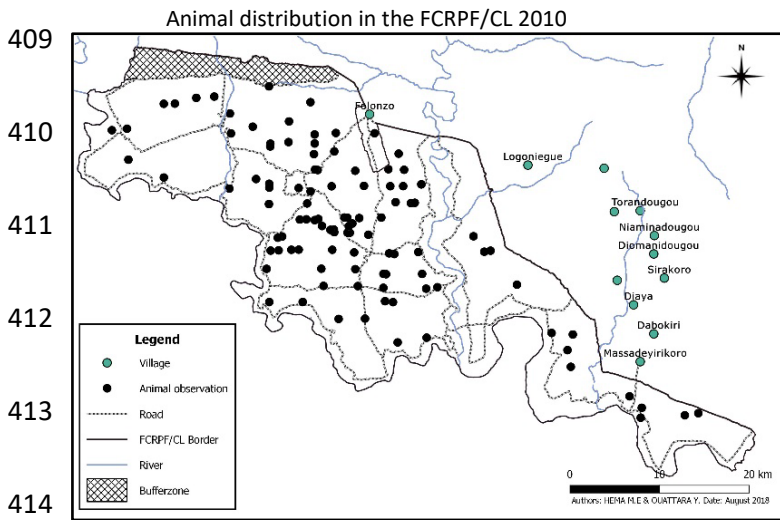 Animal distribution in the FCRPF/CL 2010
409
N
410
Folonzo
Logoniegue
Torandougou
411
Niaminadougou
Diomanidougou
Sirakoro
Djaya
412
Dabokiri
Massadeyirikoro
Legend
Village
Animal observation
Road
FCRPF/CL Border
River
Bufferzone
413
0 10 20 km
Authors: HEMA M.E & OUATTARA Y. Date: August 2018
414